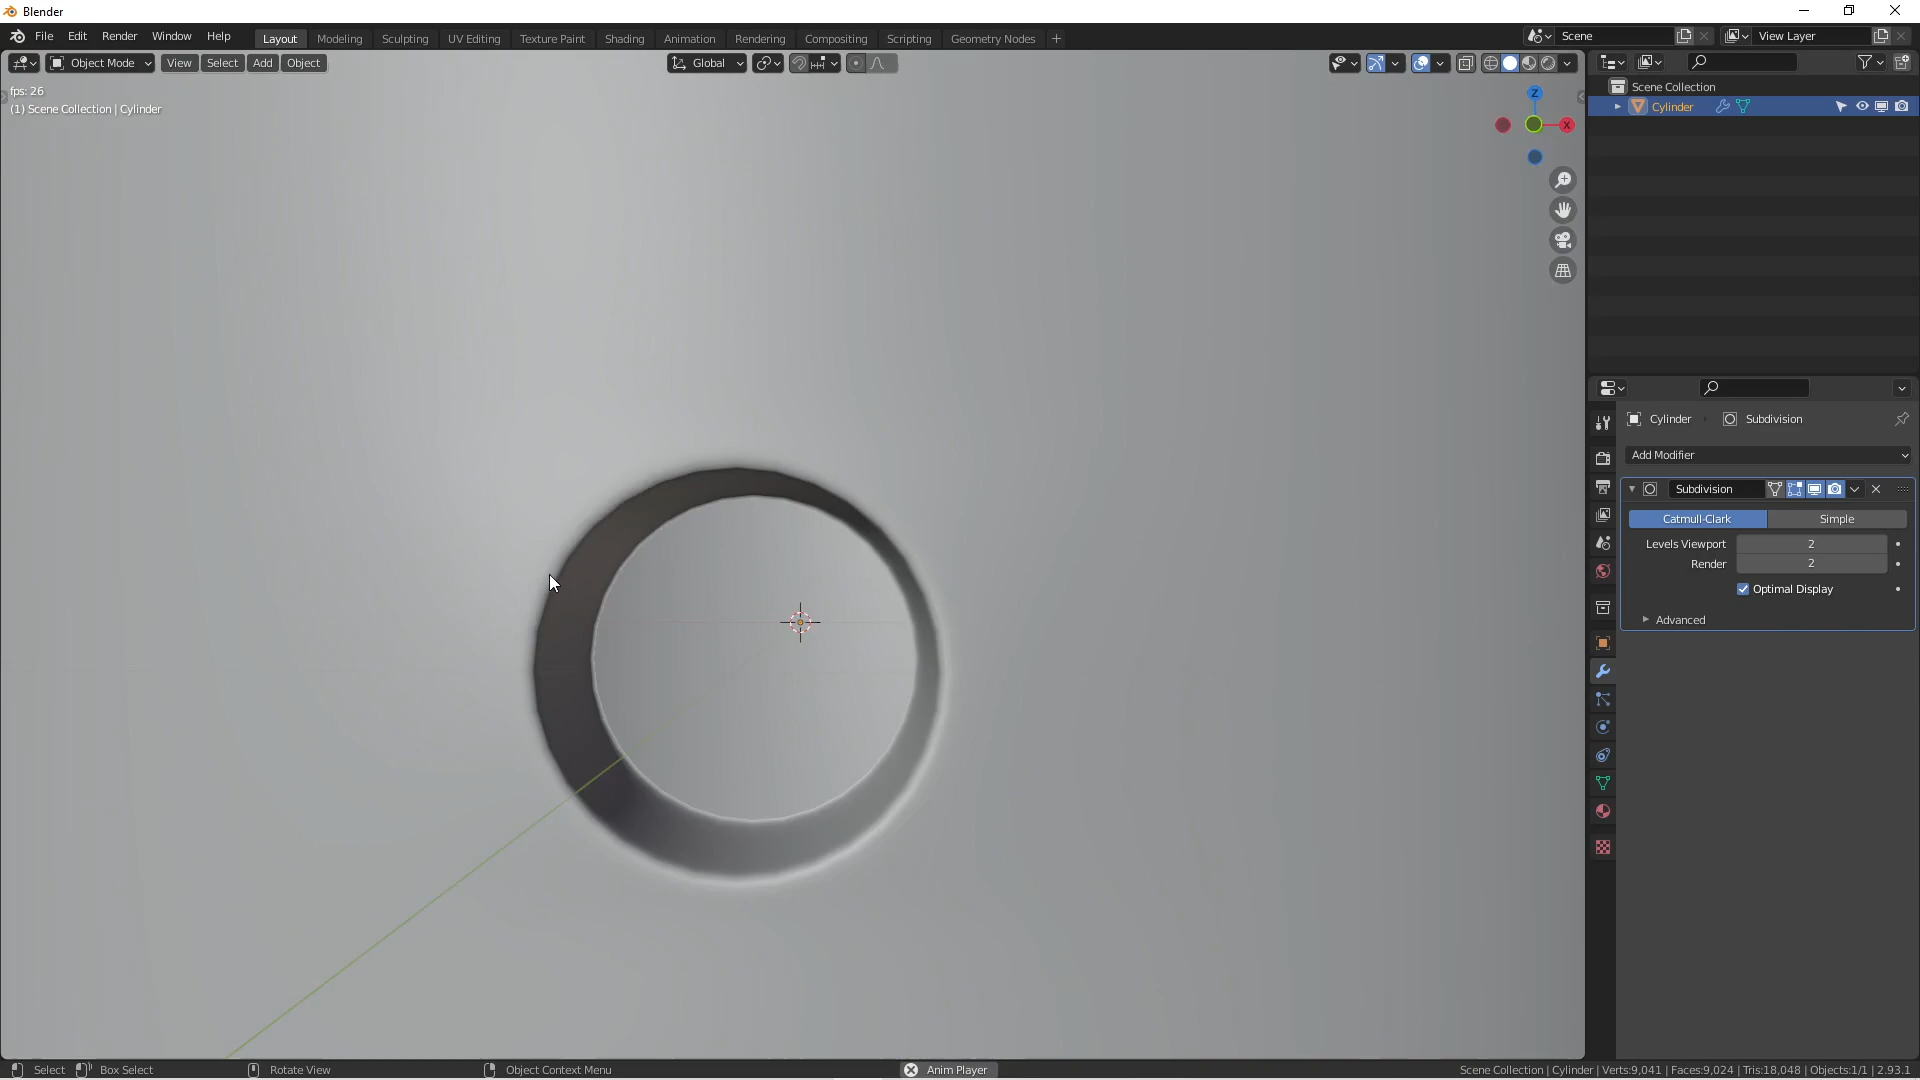 Blender
File Edit Render Window Help Layout Modeling Sculpting UV Editing Texture Paint Shading Animation Rendering Compositing Scripting Geometry Nodes + Scene View Layer
Object Mode View Select Add Object Global
fps: 26
(1) Scene Collection | Cylinder
Z
X
Scene Collection
Cylinder
Cylinder Subdivision
Add Modifier
Subdivision
Catmull-Clark Simple
Levels Viewport 2
Render 2
Optimal Display
Advanced
Select Box Select Rotate View Object Context Menu Anim Player Scene Collection | Cylinder | Verts:9,041 | Faces:9,024 | Tris:18,048 | Objects:1/1 | 2.93.1